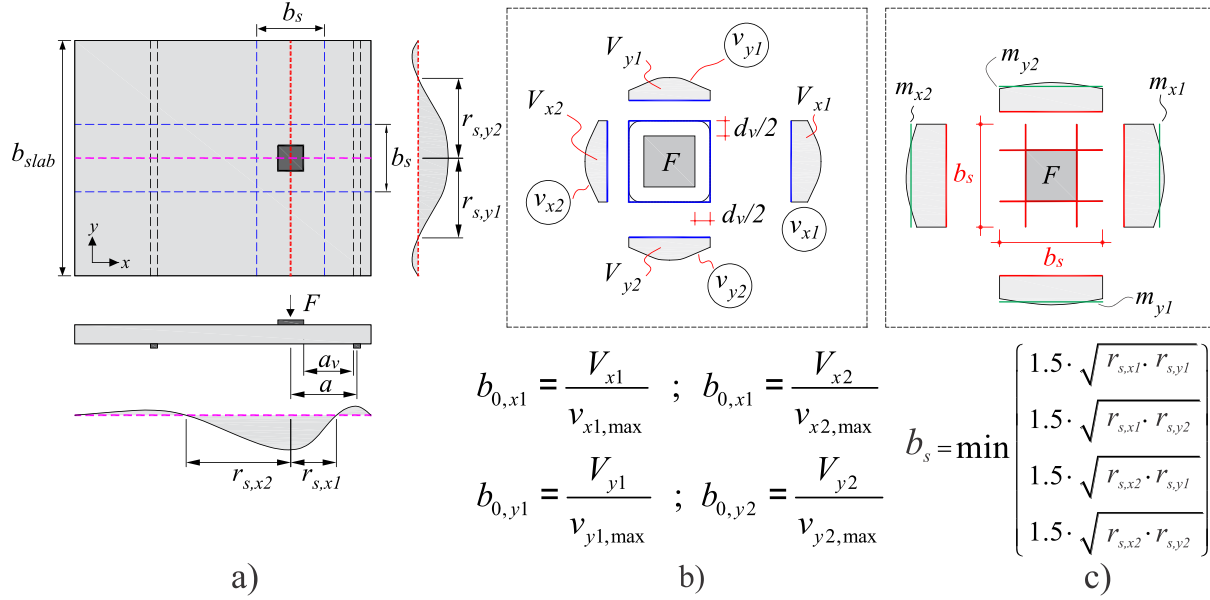 b_s
b_slab
b_s
r_s,y2
r_s,y1
y
x
F
a_v
a
r_s,x2
r_s,x1
a)
V_y1
v_y1
V_x2
V_x1
d_v/2
F
v_x2
d_v/2
v_x1
V_y2
v_y2
b_0,x1 = V_x1 / v_x1,max ; b_0,x1 = V_x2 / v_x2,max
b_0,y1 = V_y1 / v_y1,max ; b_0,y2 = V_y2 / v_y2,max
b)
m_y2
m_x2
m_x1
b_s
F
b_s
m_y1
b_s = min
1.5 · √ r_s,x1 · r_s,y1
1.5 · √ r_s,x1 · r_s,y2
1.5 · √ r_s,x2 · r_s,y1
1.5 · √ r_s,x2 · r_s,y2
c)